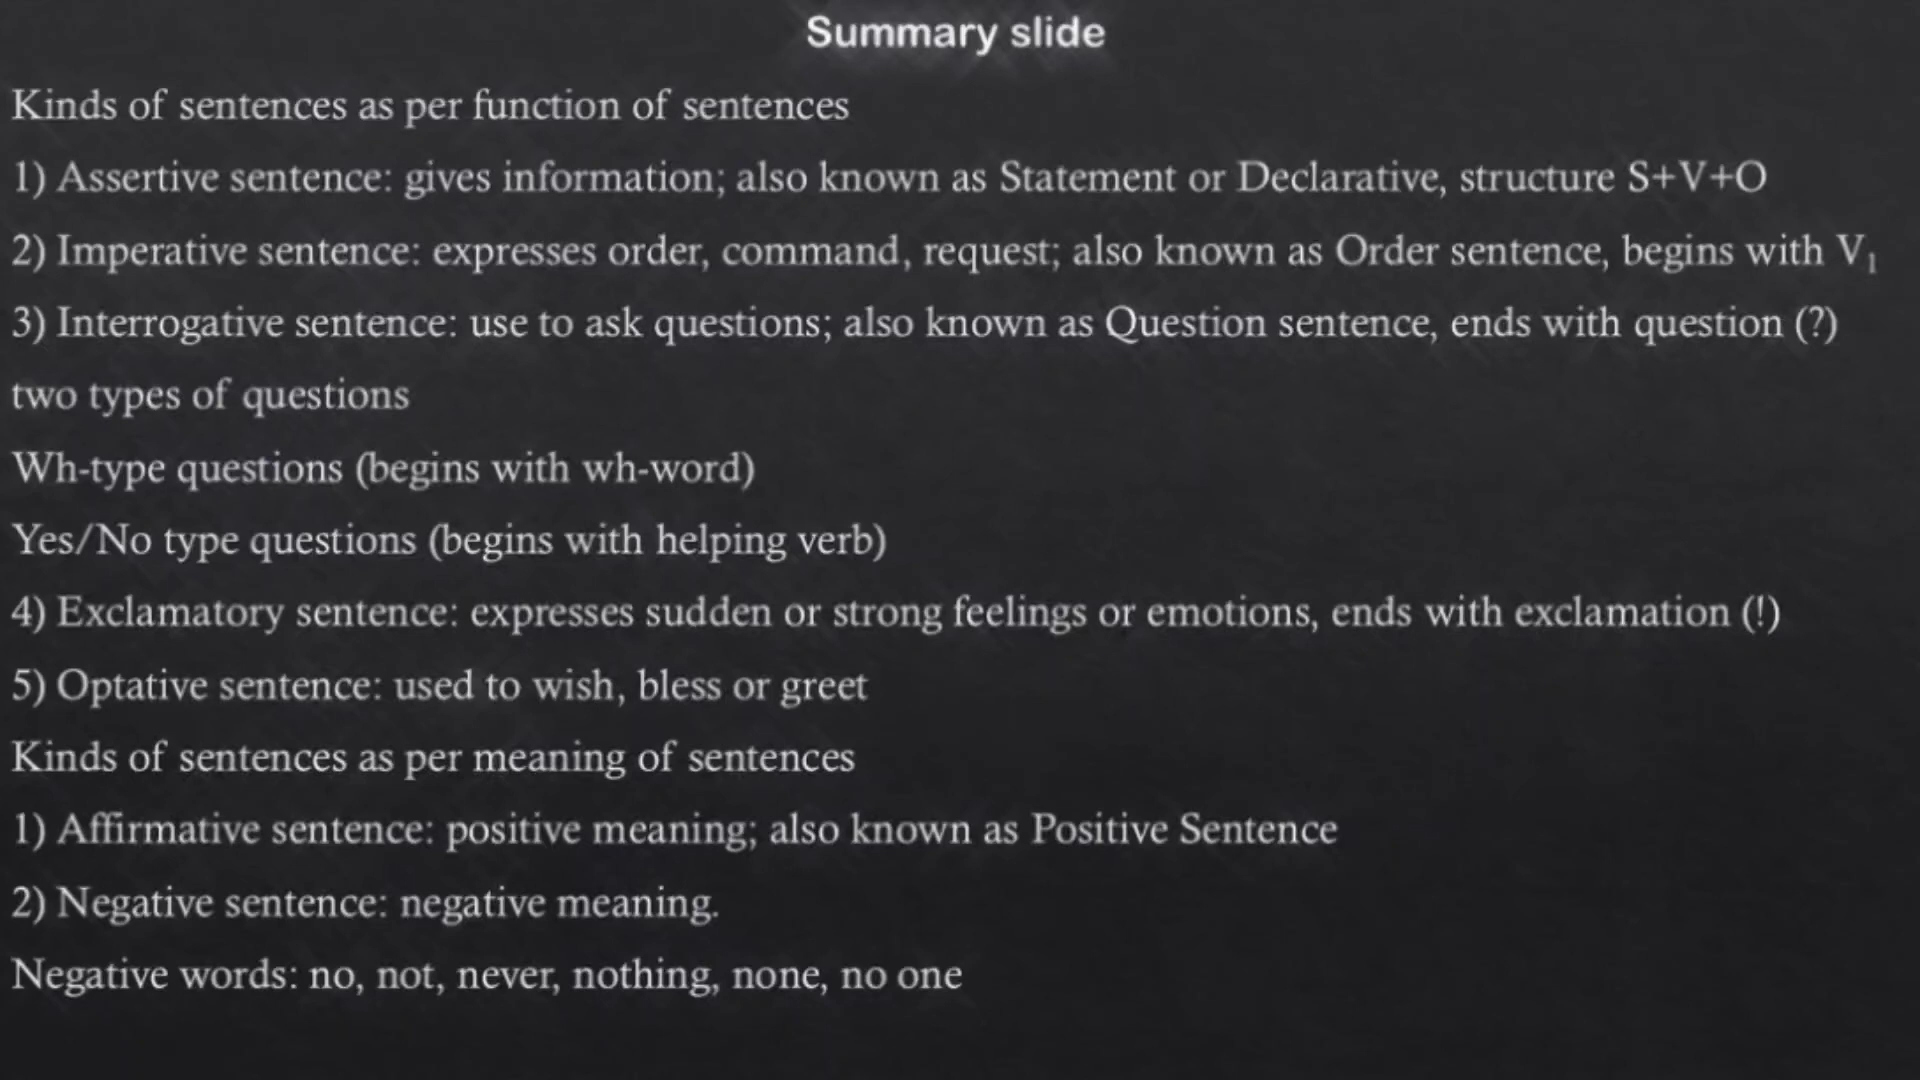 Summary slide
Kinds of sentences as per function of sentences
1) Assertive sentence: gives information; also known as Statement or Declarative, structure S+V+O
2) Imperative sentence: expresses order, command, request; also known as Order sentence, begins with V₁
3) Interrogative sentence: use to ask questions; also known as Question sentence, ends with question (?)
two types of questions
Wh-type questions (begins with wh-word)
Yes/No type questions (begins with helping verb)
4) Exclamatory sentence: expresses sudden or strong feelings or emotions, ends with exclamation (!)
5) Optative sentence: used to wish, bless or greet
Kinds of sentences as per meaning of sentences
1) Affirmative sentence: positive meaning; also known as Positive Sentence
2) Negative sentence: negative meaning.
Negative words: no, not, never, nothing, none, no one